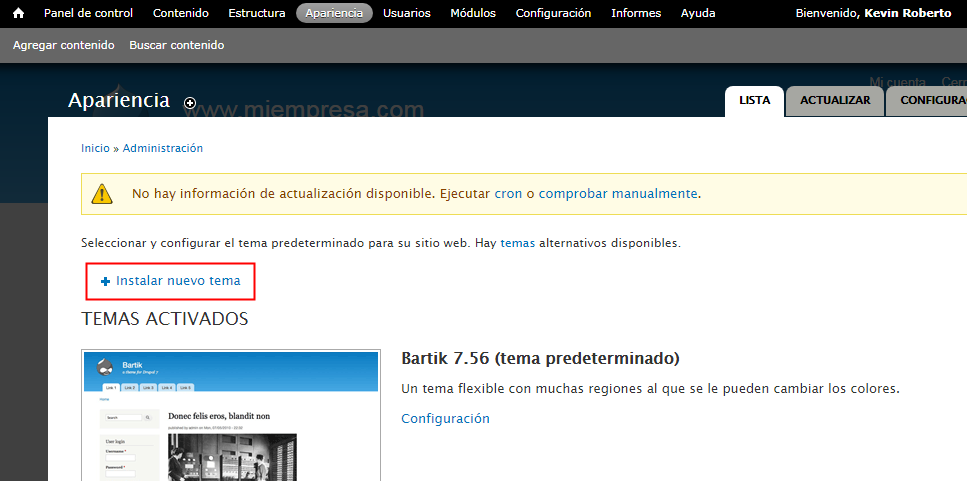 Panel de control Contenido Estructura Apariencia Usuarios Módulos Configuración Informes Ayuda Bienvenido, Kevin Roberto
Agregar contenido Buscar contenido
Mi cuenta
Apariencia
www.miempresa.com
LISTA ACTUALIZAR
Inicio » Administración
No hay información de actualización disponible. Ejecutar cron o comprobar manualmente.
Seleccionar y configurar el tema predeterminado para su sitio web. Hay temas alternativos disponibles.
Instalar nuevo tema
TEMAS ACTIVADOS
Bartik 7.56 (tema predeterminado)
Un tema flexible con muchas regiones al que se le pueden cambiar los colores.
Configuración
Bartik
a theme for Drupal 7
Link 1 Link 2 Link 3 Link 4 Link 5
Home
Search
Donec felis eros, blandit non
User login
Username *
Password *